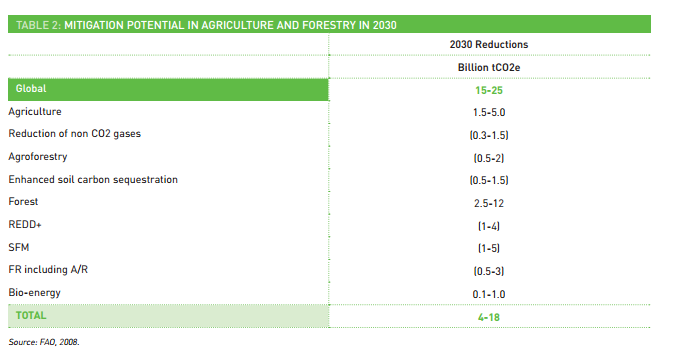 TABLE 2: MITIGATION POTENTIAL IN AGRICULTURE AND FORESTRY IN 2030
2030 Reductions
Billion tCO2e
Global 15-25
Agriculture 1.5-5.0
Reduction of non CO2 gases (0.3-1.5)
Agroforestry (0.5-2)
Enhanced soil carbon sequestration (0.5-1.5)
Forest 2.5-12
REDD+ (1-4)
SFM (1-5)
FR including A/R (0.5-3)
Bio-energy 0.1-1.0
TOTAL 4-18
Source: FAO, 2008.